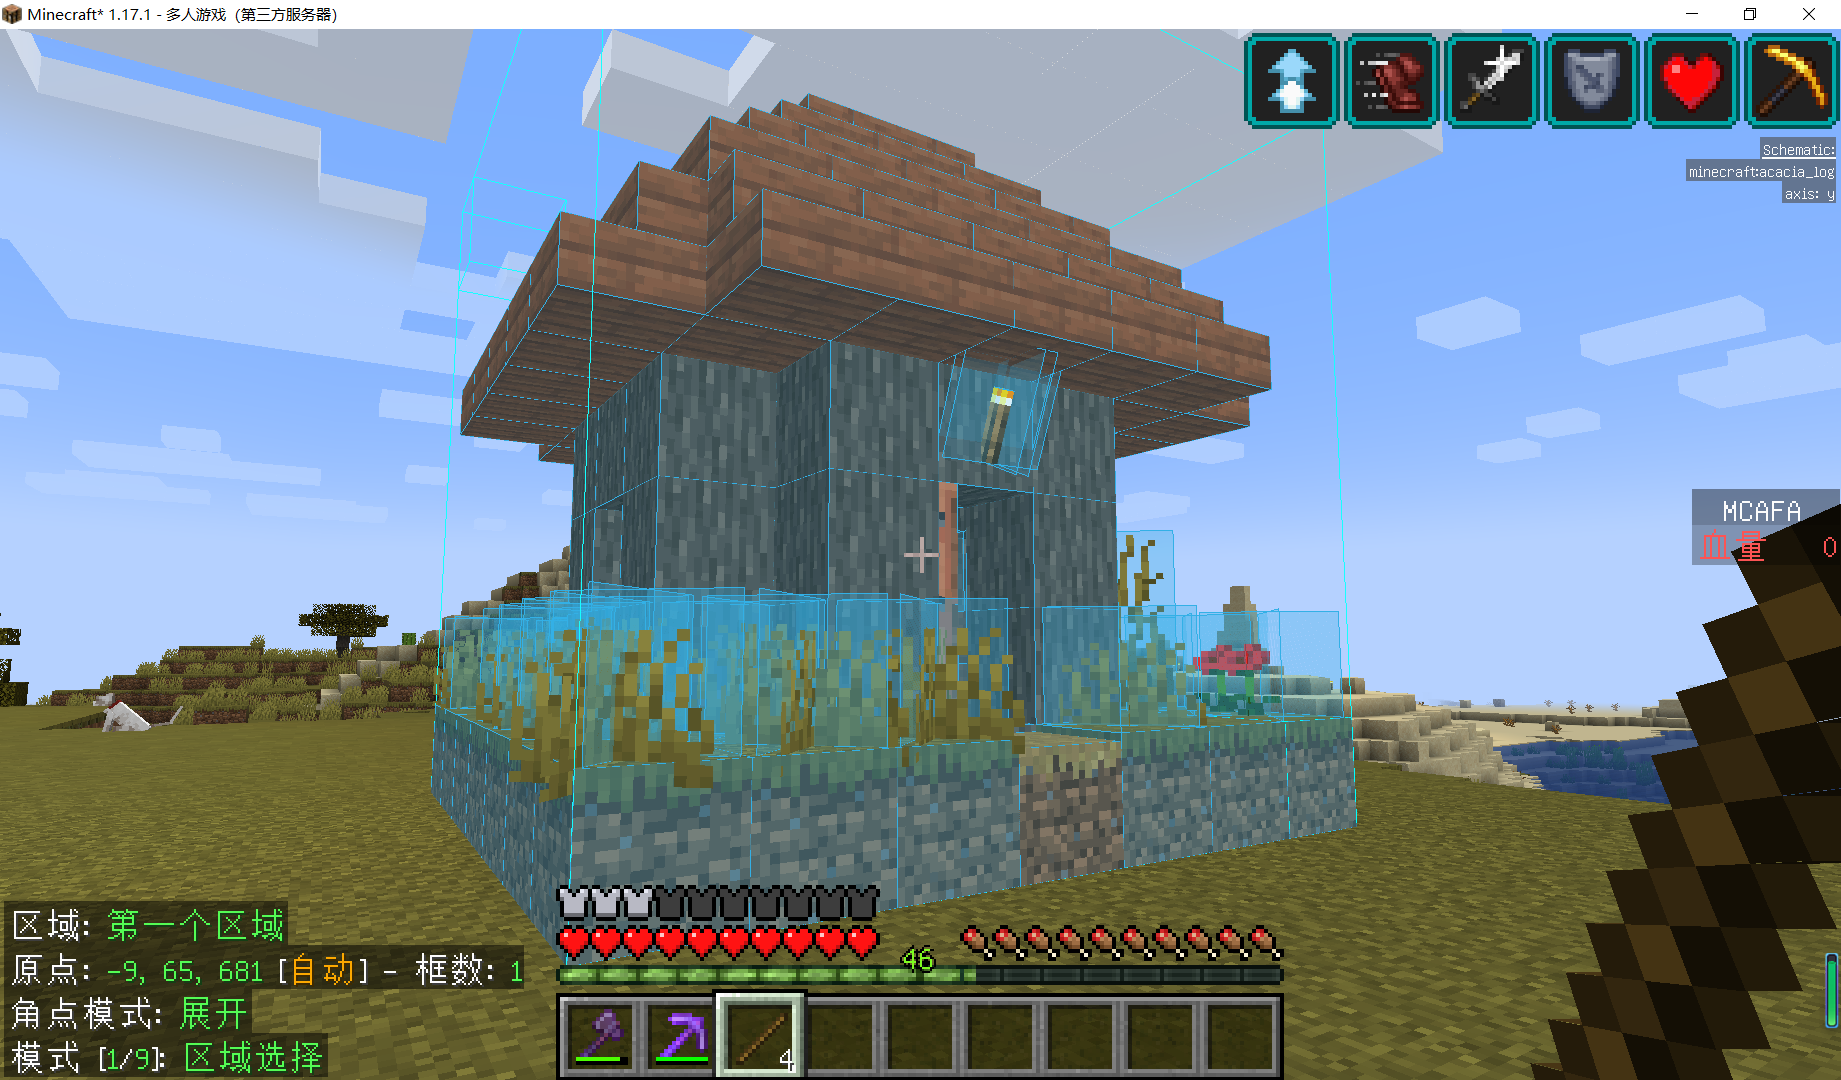 Minecraft* 1.17.1 - 多人游戏（第三方服务器）
Schematic:
minecraft:acacia_log
axis: y
MCAFA
血量 0
区域: 第一个区域
原点: -9, 65, 681 [自动] - 框数: 1
角点模式: 展开
模式 [1/9]: 区域选择
46
4